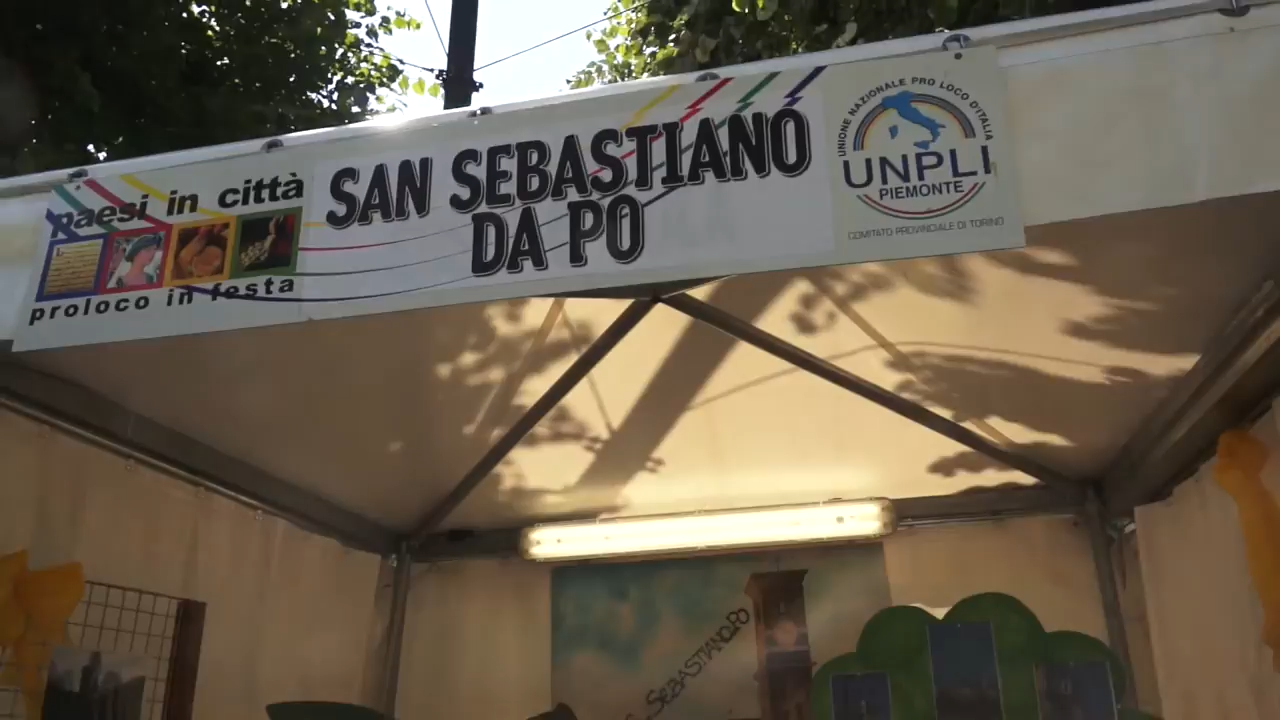 paesi in città
proloco in festa
SAN SEBASTIANO
DA PO
UNIONE NAZIONALE PRO LOCO D'ITALIA
UNPLI
PIEMONTE
COMITATO PROVINCIALE DI TORINO
S. SEBASTIANO PO